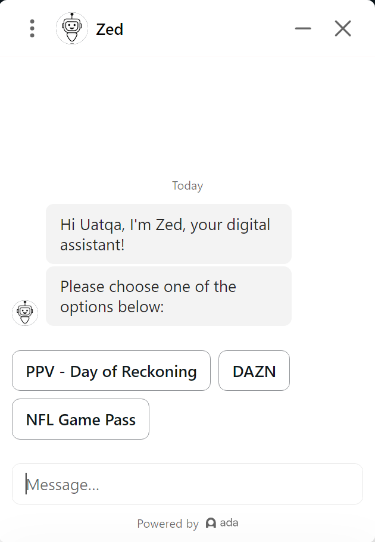 Zed
Today
Hi Uatqa, I'm Zed, your digital
assistant!
Please choose one of the
options below:
PPV - Day of Reckoning
DAZN
NFL Game Pass
Message...
Powered by ada